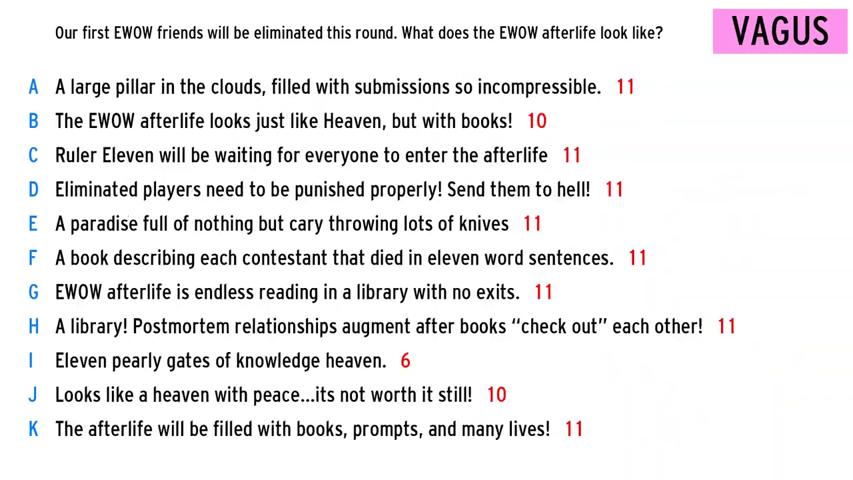 Our first EWOW friends will be eliminated this round. What does the EWOW afterlife look like?
VAGUS
A A large pillar in the clouds, filled with submissions so incompressible. 11
B The EWOW afterlife looks just like Heaven, but with books! 10
C Ruler Eleven will be waiting for everyone to enter the afterlife 11
D Eliminated players need to be punished properly! Send them to hell! 11
E A paradise full of nothing but cary throwing lots of knives 11
F A book describing each contestant that died in eleven word sentences. 11
G EWOW afterlife is endless reading in a library with no exits. 11
H A library! Postmortem relationships augment after books “check out” each other! 11
I Eleven pearly gates of knowledge heaven. 6
J Looks like a heaven with peace...its not worth it still! 10
K The afterlife will be filled with books, prompts, and many lives! 11